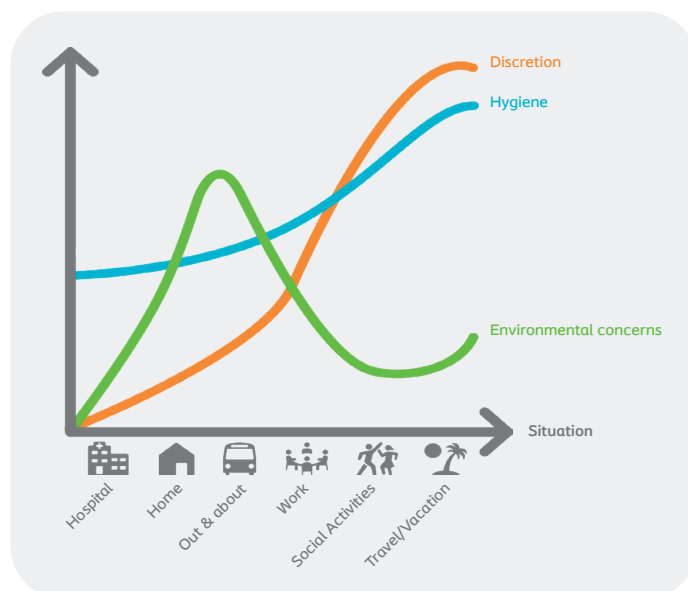 Discretion
Hygiene
Environmental concerns
Situation
Hospital
Home
Out & about
Work
Social Activities
Travel/Vacation